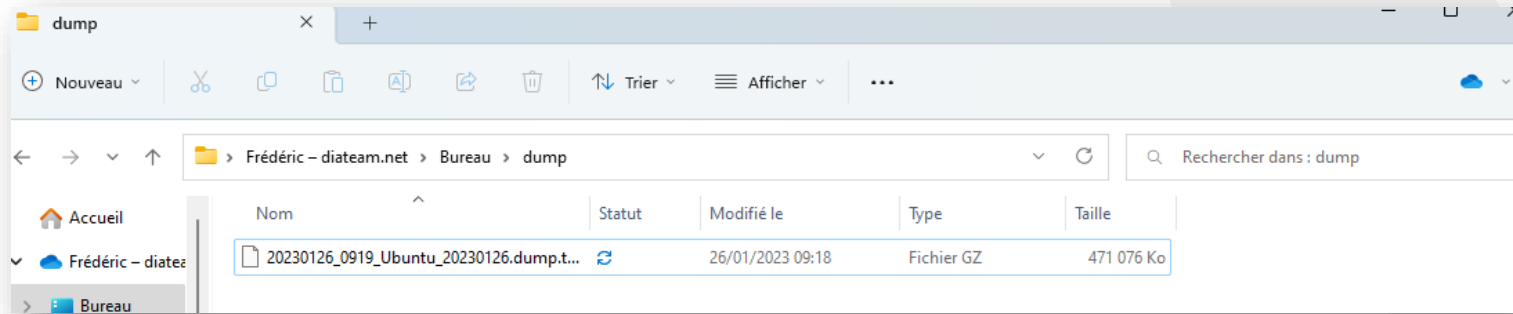 dump
Nouveau Trier Afficher ...
Frédéric – diateam.net > Bureau > dump Rechercher dans : dump
Accueil Nom Statut Modifié le Type Taille
Frédéric – diatea 20230126_0919_Ubuntu_20230126.dump.t... 26/01/2023 09:18 Fichier GZ 471 076 Ko
Bureau